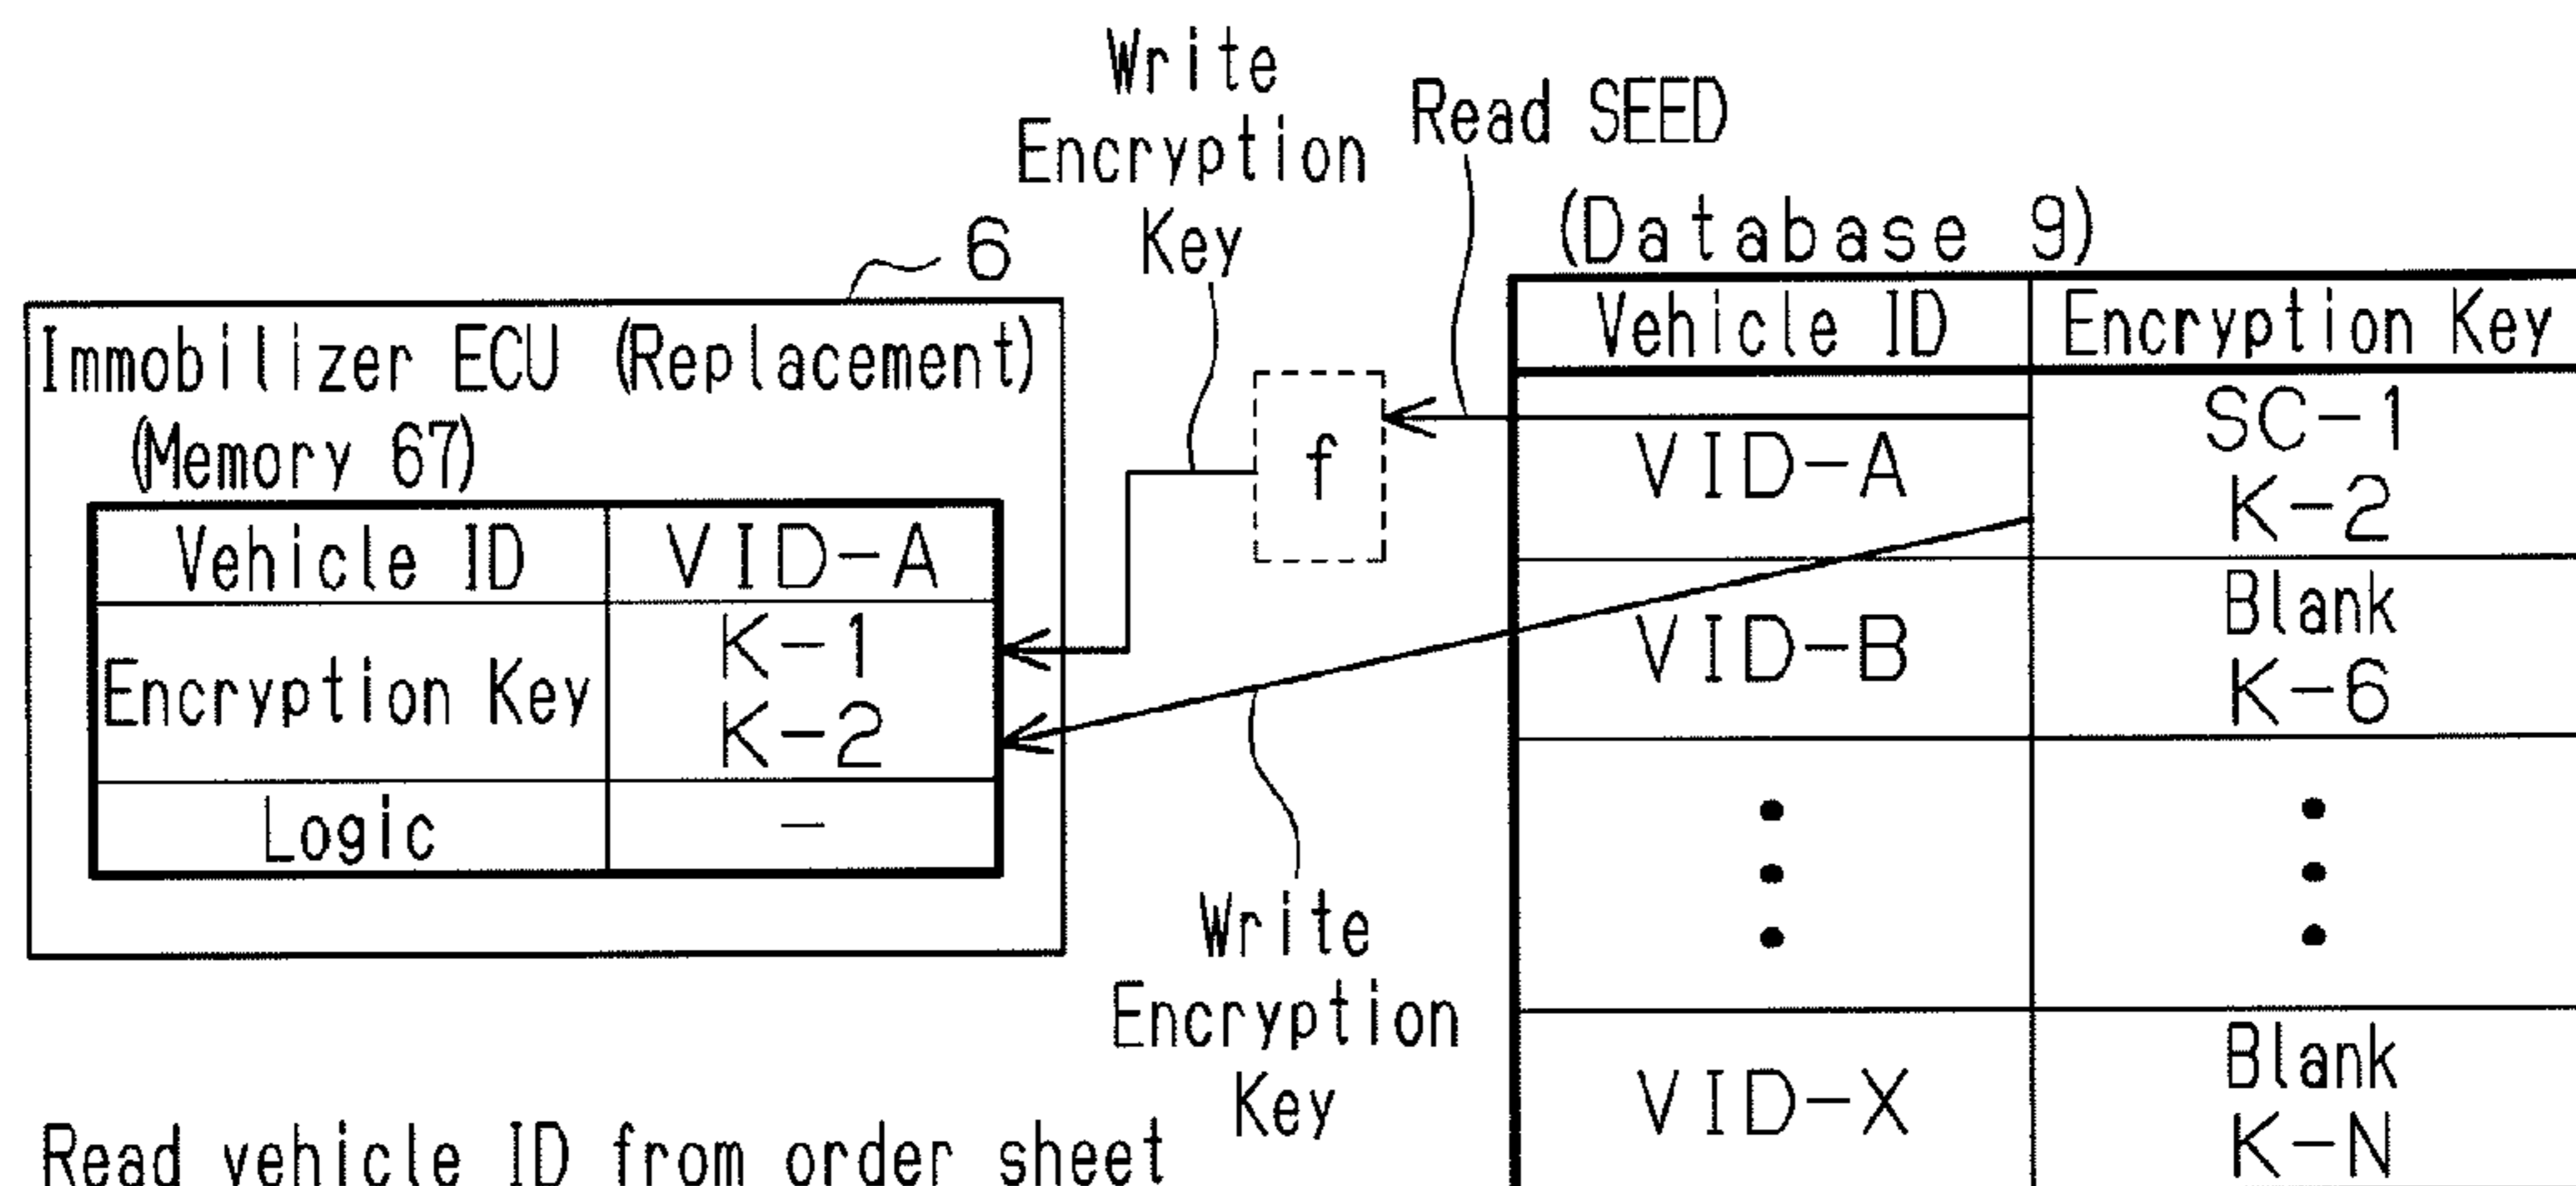 Write
Encryption
Key
Read SEED
(Database 9)
6
Immobilizer ECU (Replacement)
(Memory 67)
Vehicle ID VID-A
Encryption Key K-1
K-2
Logic -
f
Vehicle ID Encryption Key
VID-A SC-1
K-2
VID-B Blank
K-6
VID-X Blank
K-N
Write
Encryption
Key
Read vehicle ID from order sheet